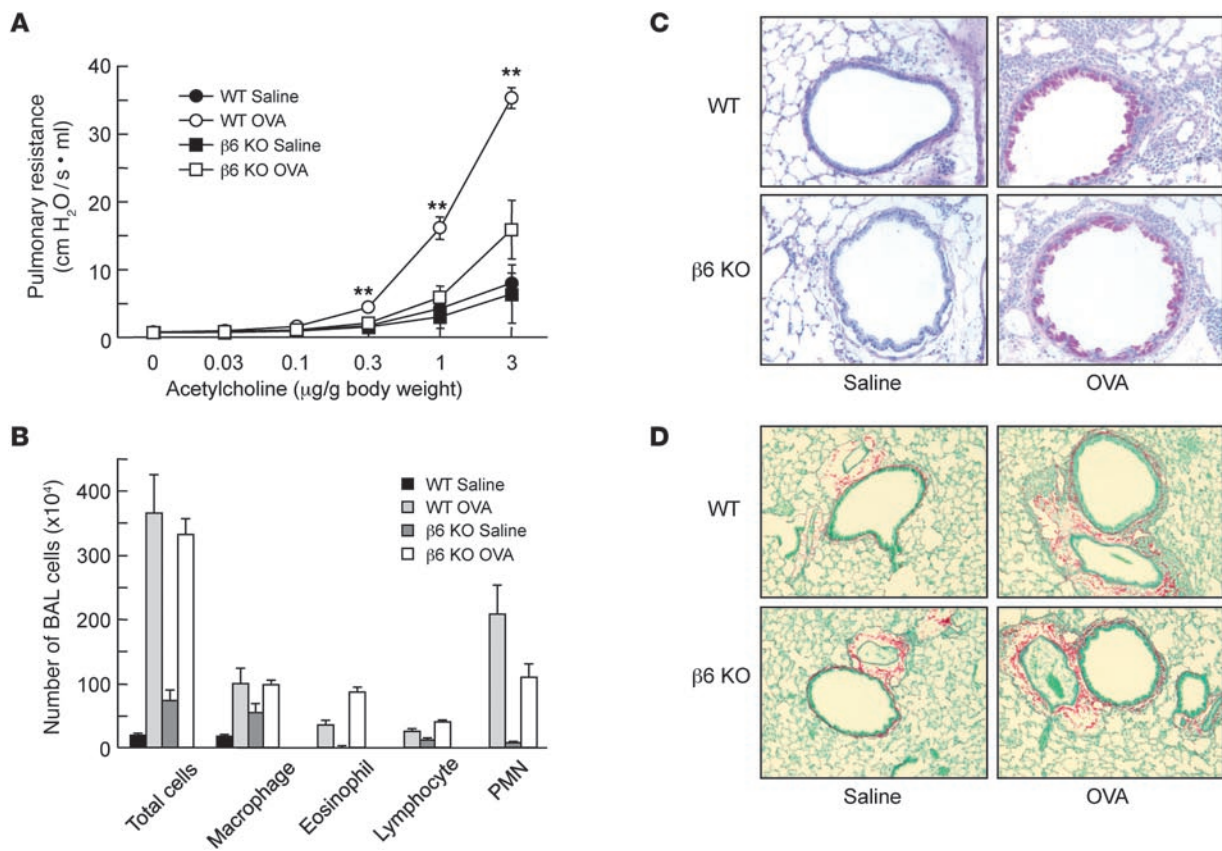 A
Pulmonary resistance
(cm H₂O / s • ml)
40
30
20
10
0
WT Saline
WT OVA
β6 KO Saline
β6 KO OVA
**
**
**
0 0.03 0.1 0.3 1 3
Acetylcholine (μg/g body weight)
B
Number of BAL cells (x10⁴)
400
300
200
100
0
WT Saline
WT OVA
β6 KO Saline
β6 KO OVA
Total cells
Macrophage
Eosinophil
Lymphocyte
PMN
C
WT
β6 KO
Saline OVA
D
WT
β6 KO
Saline OVA